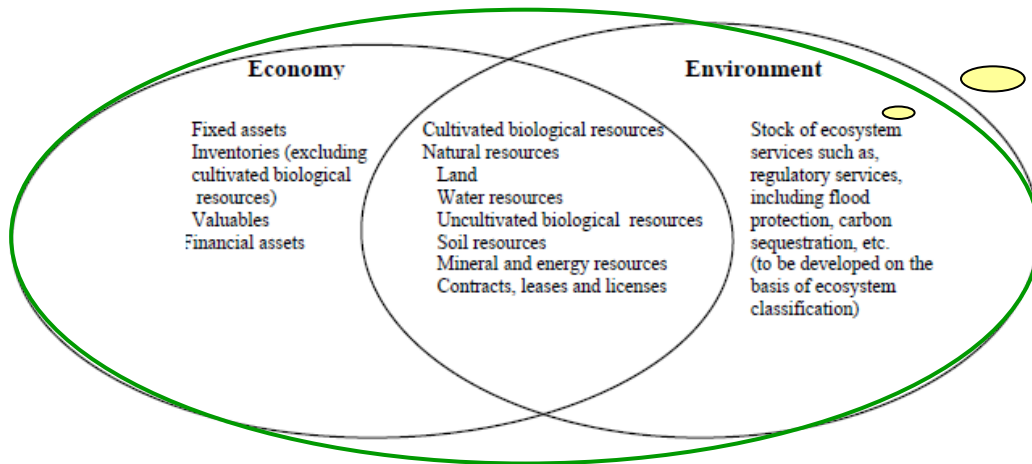 Economy
Environment
Fixed assets
Inventories (excluding
cultivated biological
resources)
Valuables
Financial assets
Cultivated biological resources
Natural resources
Land
Water resources
Uncultivated biological resources
Soil resources
Mineral and energy resources
Contracts, leases and licenses
Stock of ecosystem
services such as,
regulatory services,
including flood
protection, carbon
sequestration, etc.
(to be developed on the
basis of ecosystem
classification)